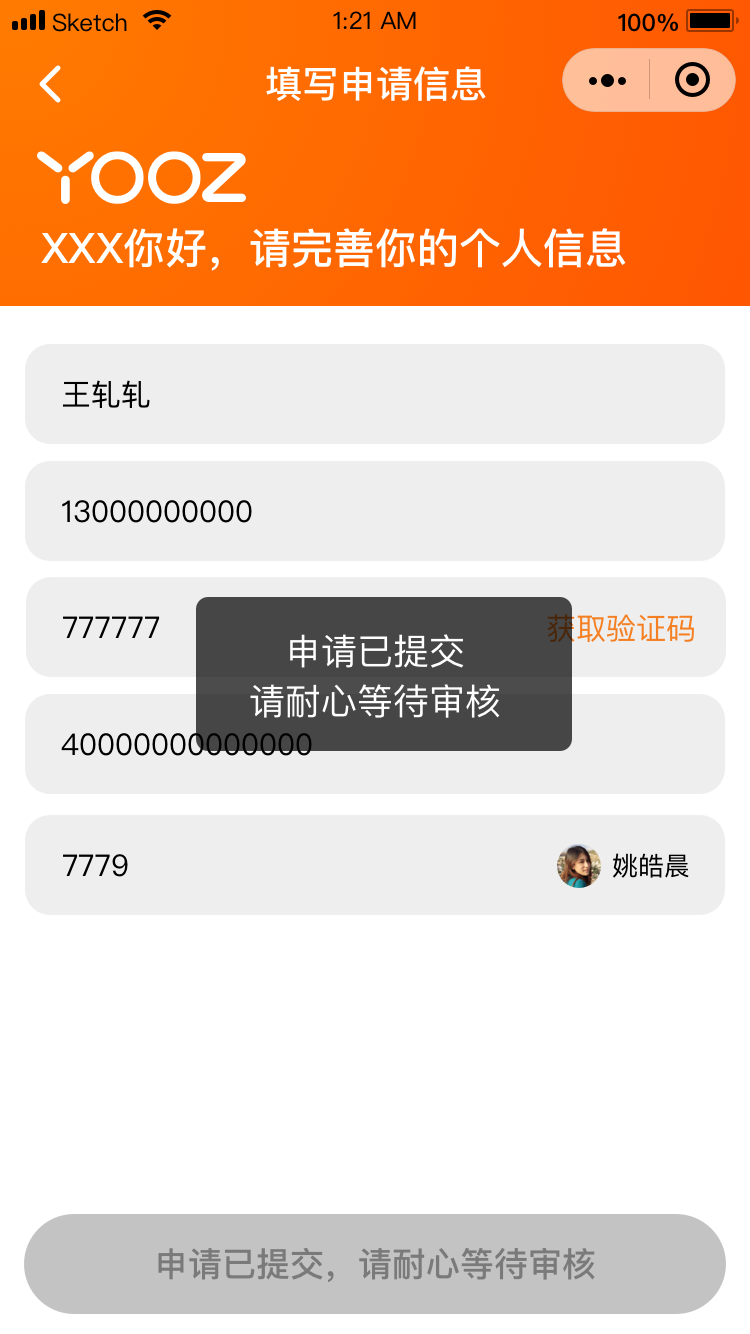 Sketch 1:21 AM 100%
填写申请信息
YOOZ
XXX你好，请完善你的个人信息
王轧轧
13000000000
777777 获取验证码
申请已提交
请耐心等待审核
40000000000000
7779 姚皓晨
申请已提交，请耐心等待审核